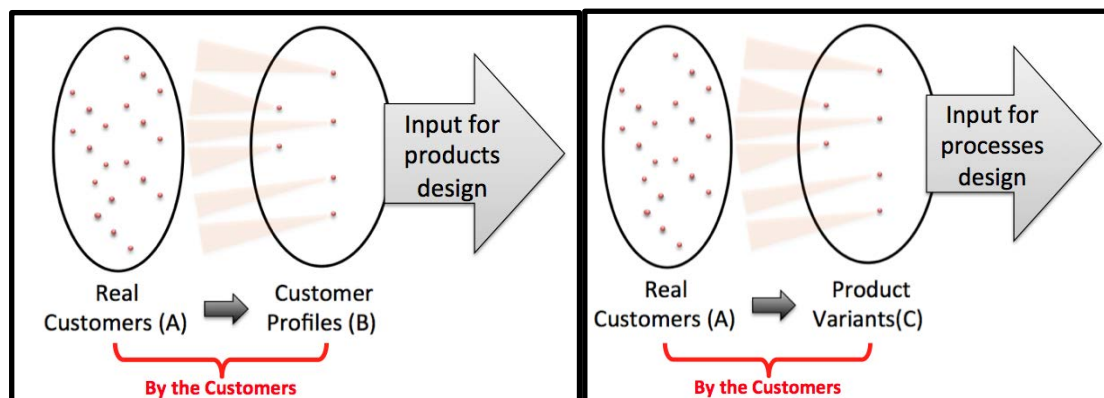 Input for
products
design
Real
Customers (A)
Customer
Profiles (B)
By the Customers
Input for
processes
design
Real
Customers (A)
Product
Variants(C)
By the Customers